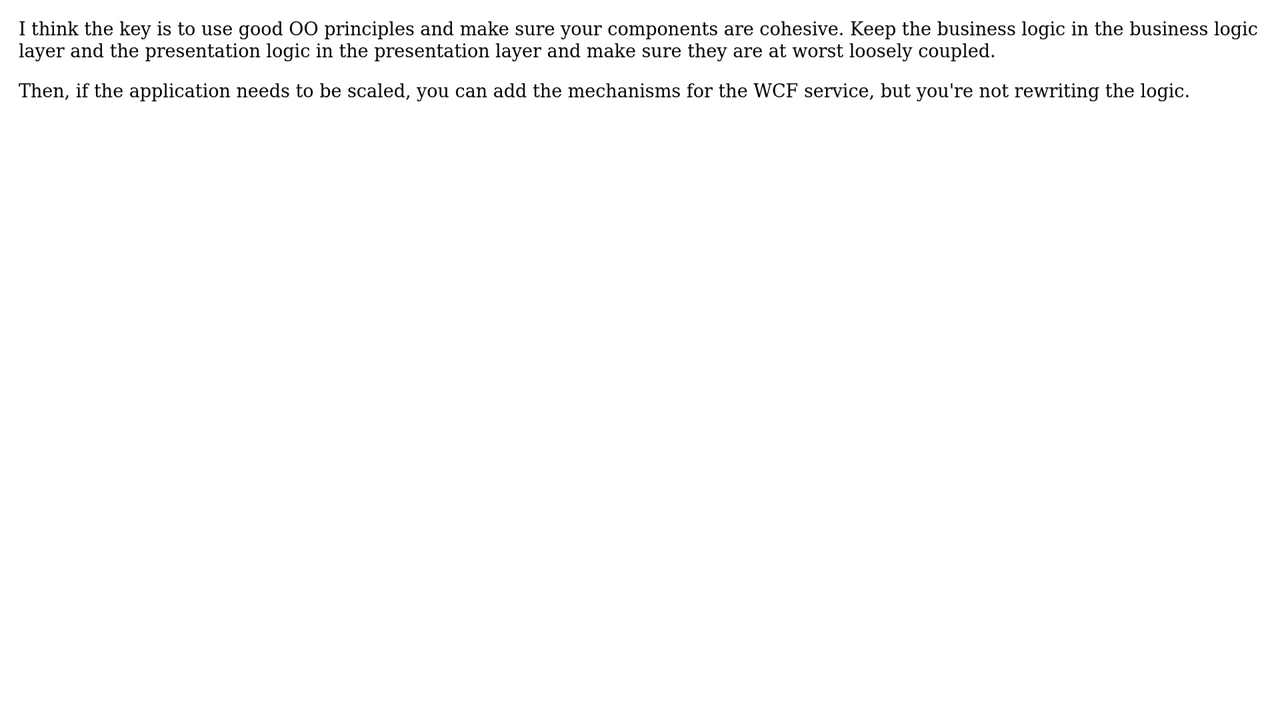 I think the key is to use good OO principles and make sure your components are cohesive. Keep the business logic in the business logic
layer and the presentation logic in the presentation layer and make sure they are at worst loosely coupled.
Then, if the application needs to be scaled, you can add the mechanisms for the WCF service, but you're not rewriting the logic.